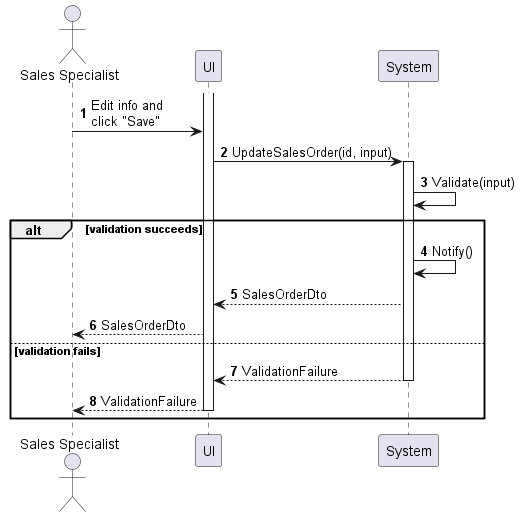 Sales Specialist
UI
System
1 Edit info and
click "Save"
2 UpdateSalesOrder(id, input)
3 Validate(input)
alt [validation succeeds]
4 Notify()
5 SalesOrderDto
6 SalesOrderDto
[validation fails]
7 ValidationFailure
8 ValidationFailure
Sales Specialist
UI
System